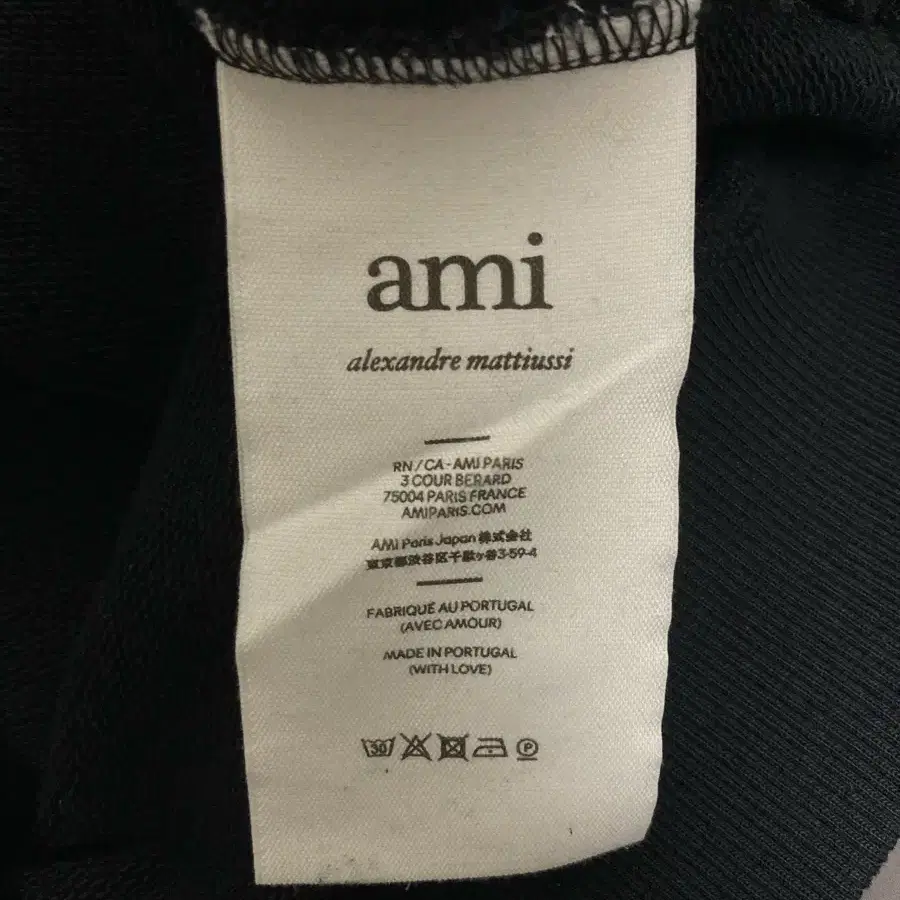 ami
alexandre mattiussi
RN/CA-AMI PARIS
3 COUR BERARD
75004 PARIS FRANCE
AMIPARIS.COM
AMI Paris Japan 株式会社
東京都渋谷区千駄ヶ谷3-59-4
FABRIQUÉ AU PORTUGAL
(AVEC AMOUR)
MADE IN PORTUGAL
(WITH LOVE)
30 P